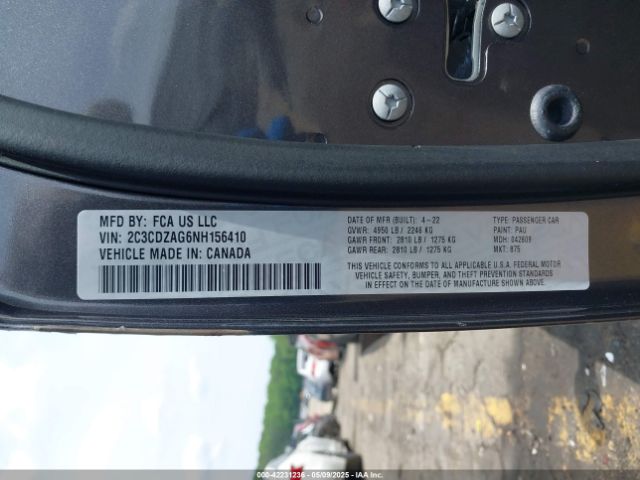 MFD BY: FCA US LLC
VIN: 2C3CDZAG6NH156410
VEHICLE MADE IN: CANADA
DATE OF MFR (BUILT): 4-22
GVWR: 4950 LB / 2246 KG
GAWR FRONT: 2810 LB / 1275 KG
GAWR REAR: 2810 LB / 1275 KG
TYPE: PASSENGER CAR
PAINT: PAU
MDH: 042609
MKT: 875
THIS VEHICLE CONFORMS TO ALL APPLICABLE U.S.A. FEDERAL MOTOR
VEHICLE SAFETY, BUMPER, AND THEFT PREVENTION STANDARDS
IN EFFECT ON THE DATE OF MANUFACTURE SHOWN ABOVE.
000-42231236 — 05/09/2025 — IAAI.COM